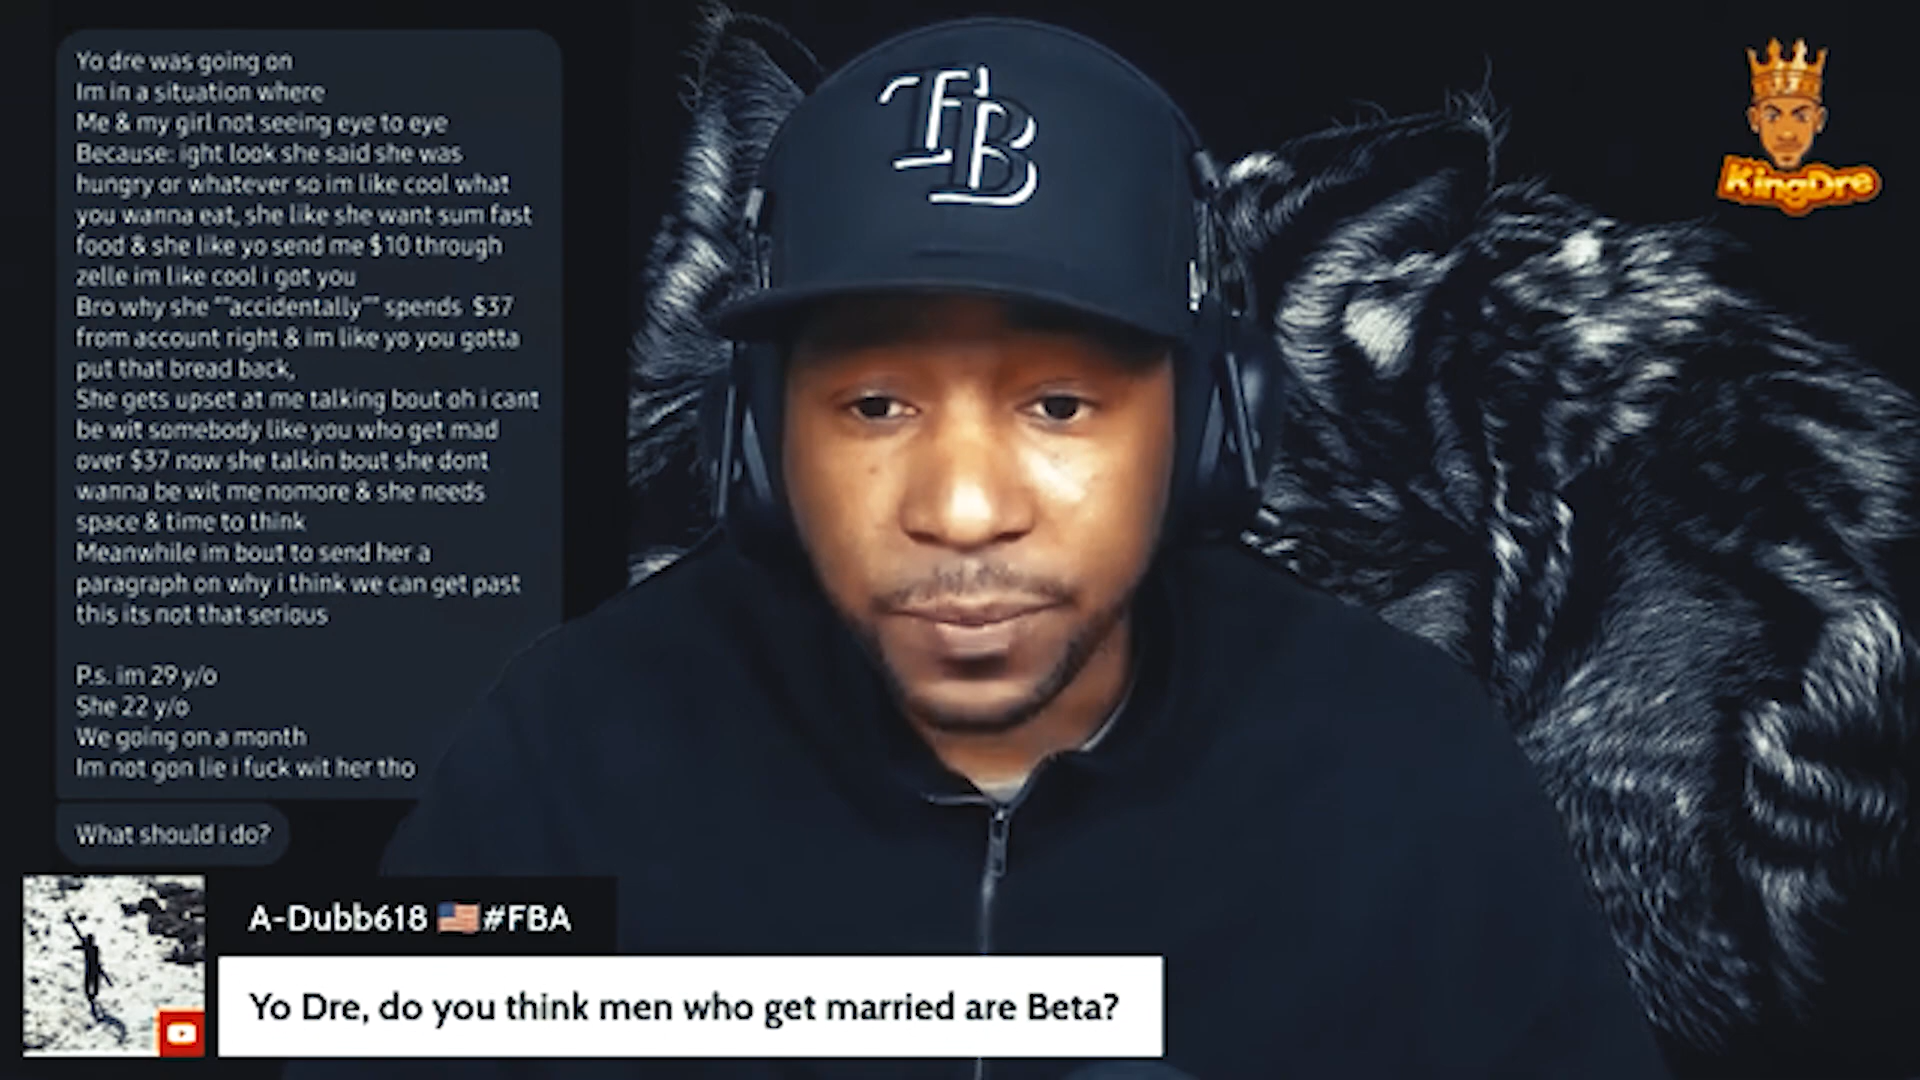 Yo dre was going on
Im in a situation where
Me & my girl not seeing eye to eye
Because: ight look she said she was
hungry or whatever so im like cool what
you wanna eat, she like she want sum fast
food & she like yo send me $10 through
zelle im like cool i got you
Bro why she ""accidentally"" spends $37
from account right & im like yo you gotta
put that bread back,
She gets upset at me talking bout oh i cant
be wit somebody like you who get mad
over $37 now she talkin bout she dont
wanna be wit me nomore & she needs
space & time to think
Meanwhile im bout to send her a
paragraph on why i think we can get past
this its not that serious
P.s. im 29 y/o
She 22 y/o
We going on a month
Im not gon lie i fuck wit her tho
What should i do?
TB
KingDre
A-Dubb618 🇺🇸#FBA
Yo Dre, do you think men who get married are Beta?